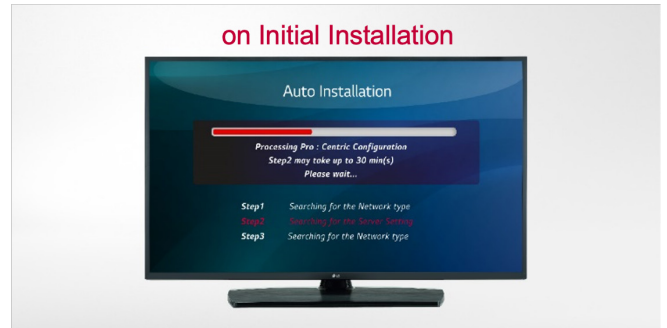 on Initial Installation
Auto Installation
Processing Pro : Centric Configuration
Step2 may take up to 30 min(s)
Please wait...
Step1 Searching for the Network type
Step2 Searching for the Server Setting
Step3 Searching for the Network type
LG